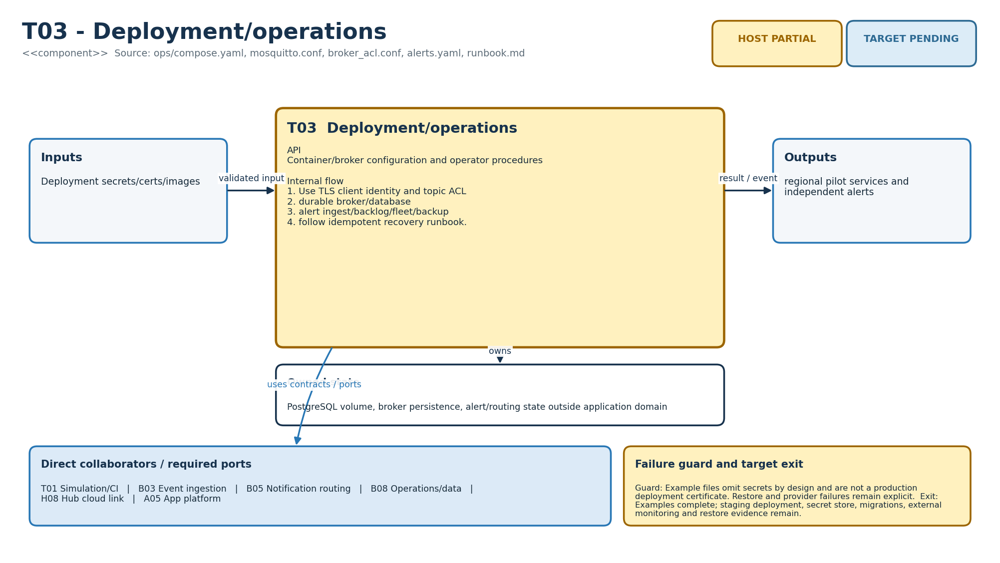 T03 - Deployment/operations
<<component>>  Source: ops/compose.yaml, mosquitto.conf, broker_acl.conf, alerts.yaml, runbook.md
HOST PARTIAL
TARGET PENDING
Inputs
Deployment secrets/certs/images
validated input
T03  Deployment/operations
API
Container/broker configuration and operator procedures
Internal flow
1. Use TLS client identity and topic ACL
2. durable broker/database
3. alert ingest/backlog/fleet/backup
4. follow idempotent recovery runbook.
result / event
Outputs
regional pilot services and
independent alerts
owns
uses contracts / ports
PostgreSQL volume, broker persistence, alert/routing state outside application domain
Direct collaborators / required ports
T01 Simulation/CI   |   B03 Event ingestion   |   B05 Notification routing   |   B08 Operations/data   |
H08 Hub cloud link   |   A05 App platform
Failure guard and target exit
Guard: Example files omit secrets by design and are not a production
deployment certificate. Restore and provider failures remain explicit.  Exit:
Examples complete; staging deployment, secret store, migrations, external
monitoring and restore evidence remain.